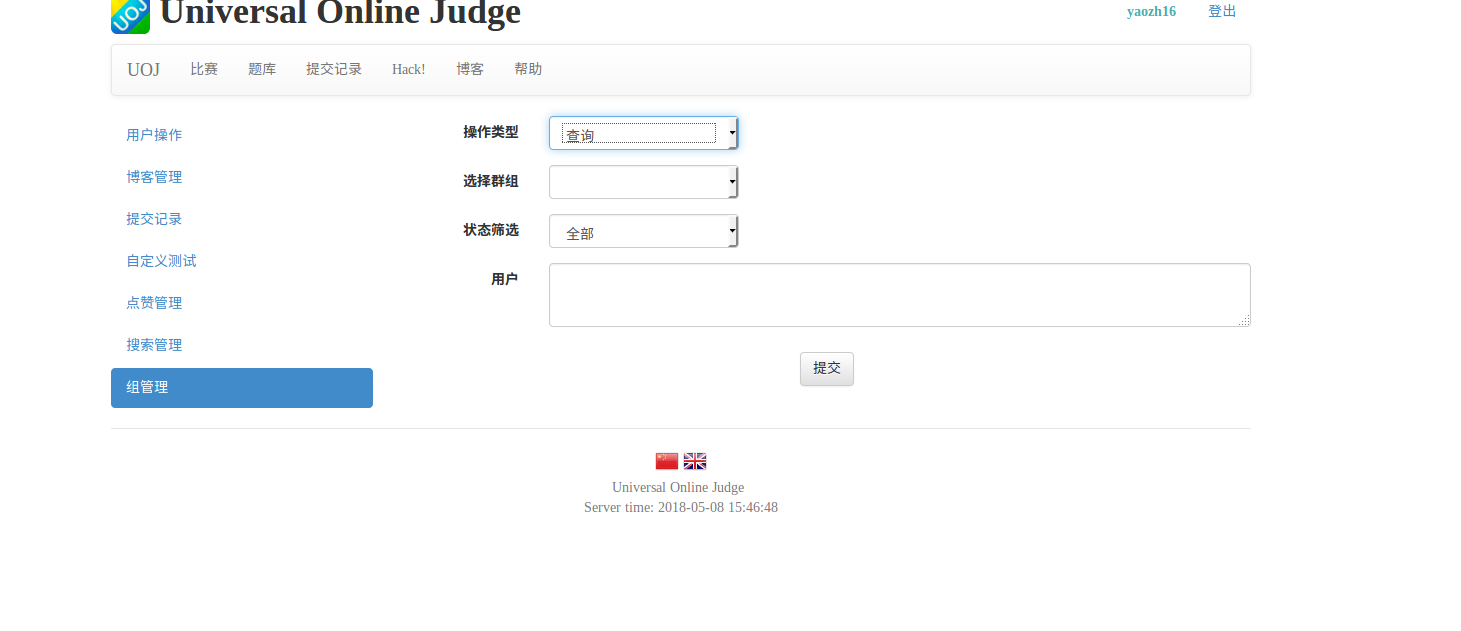 UOJ
Universal Online Judge
yaozh16 登出
UOJ 比赛 题库 提交记录 Hack! 博客 帮助
用户操作
博客管理
提交记录
自定义测试
点赞管理
搜索管理
组管理
操作类型 查询
选择群组
状态筛选 全部
用户
提交
Universal Online Judge
Server time: 2018-05-08 15:46:48